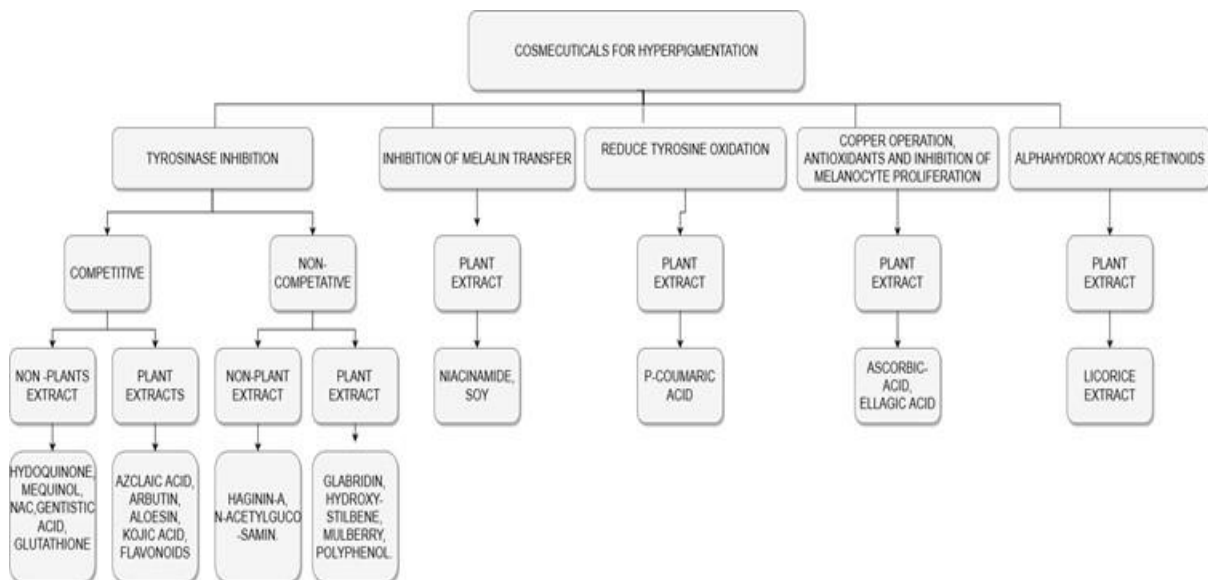 COSMECUTICALS FOR HYPERPIGMENTATION
TYROSINASE INHIBITION
INHIBITION OF MELALIN TRANSFER
REDUCE TYROSINE OXIDATION
COPPER OPERATION,
ANTIOXIDANTS AND INHIBITION OF
MELANOCYTE PROLIFERATION
ALPHAHYDROXY ACIDS,RETINOIDS
COMPETITIVE
NON-
COMPETATIVE
PLANT
EXTRACT
PLANT
EXTRACT
PLANT
EXTRACT
PLANT
EXTRACT
NON -PLANTS
EXTRACT
PLANT
EXTRACTS
NON-PLANT
EXTRACT
PLANT
EXTRACT
NIACINAMIDE,
SOY
P-COUMARIC
ACID
ASCORBIC-
ACID,
ELLAGIC ACID
LICORICE
EXTRACT
HYDOQUINONE,
MEQUINOL,
NAC,GENTISTIC
ACID,
GLUTATHIONE
AZCLAIC ACID,
ARBUTIN,
ALOESIN,
KOJIC ACID,
FLAVONOIDS
HAGININ-A,
N-ACETYLGUCO
-SAMIN.
GLABRIDIN,
HYDROXY-
STILBENE,
MULBERRY,
POLYPHENOL.